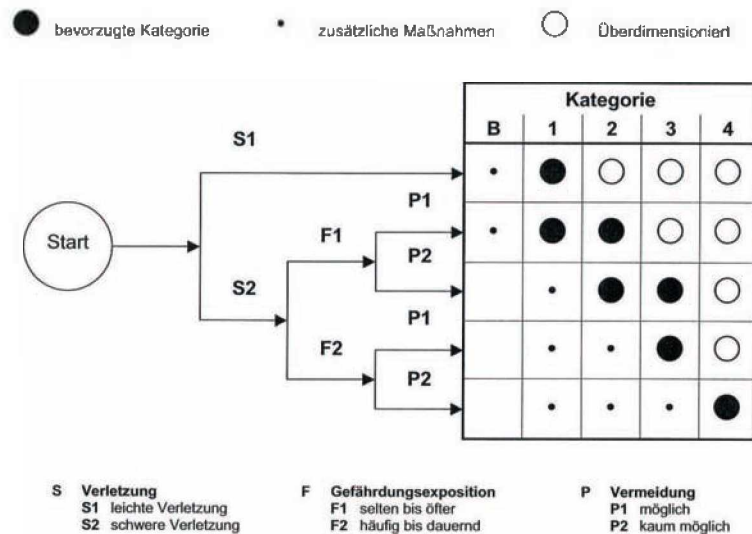 bevorzugte Kategorie zusätzliche Maßnahmen Überdimensioniert
Kategorie
B 1 2 3 4
S1
P1
Start
F1
P2
S2
P1
F2
P2
S Verletzung F Gefährdungsexposition P Vermeidung
S1 leichte Verletzung F1 selten bis öfter P1 möglich
S2 schwere Verletzung F2 häufig bis dauernd P2 kaum möglich